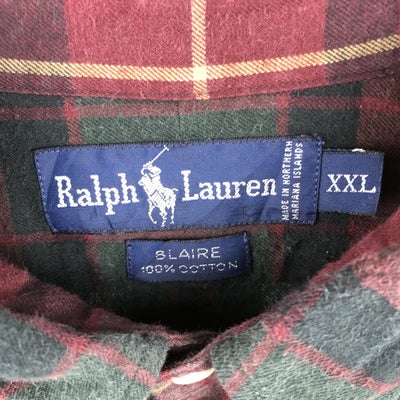 Ralph Lauren
MADE IN NORTHERN
MARIANA ISLANDS
XXL
BLAIRE
100% COTTON